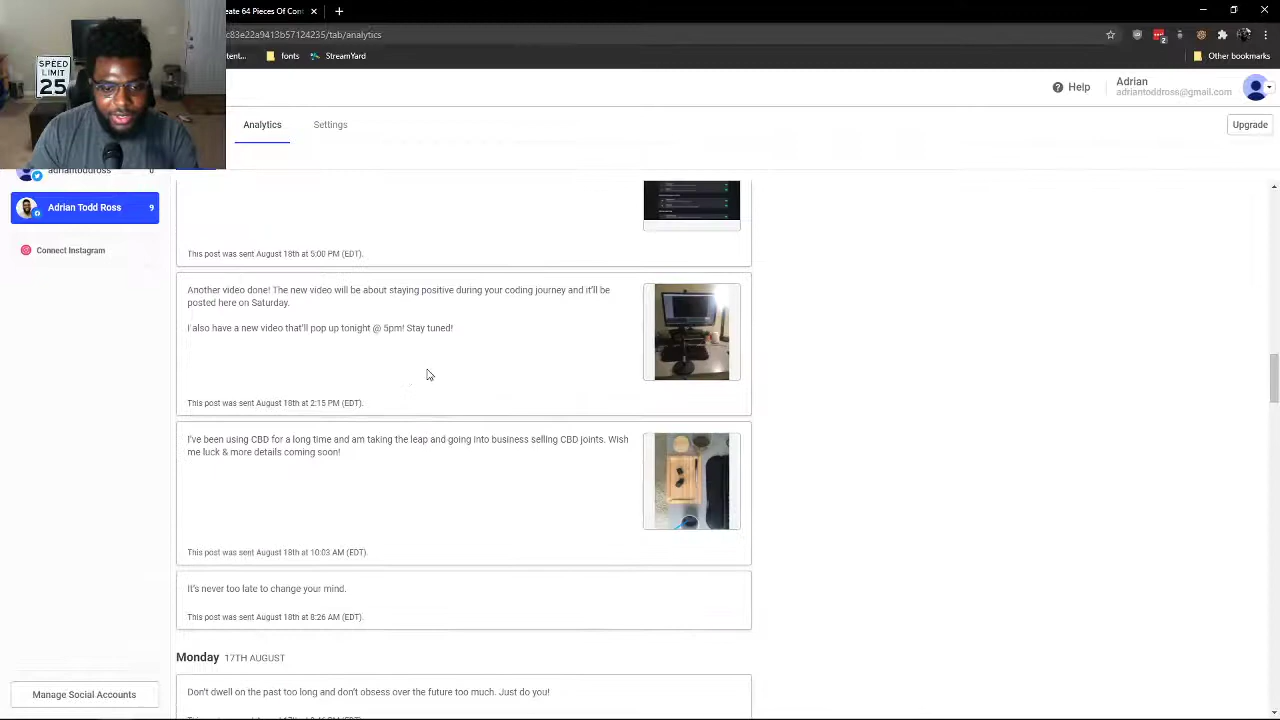 eate 64 Pieces Of Con
c83e22a9413b57124235/tab/analytics
tent...
fonts
StreamYard
Other bookmarks
SPEED
LIMIT
25
Help
Adrian
adriantoddross@gmail.com
Analytics
Settings
Upgrade
adriantoddross
0
Adrian Todd Ross
9
Connect Instagram
This post was sent August 18th at 5:00 PM (EDT).
Another video done! The new video will be about staying positive during your coding journey and it'll be
posted here on Saturday.
I also have a new video that'll pop up tonight @ 5pm! Stay tuned!
This post was sent August 18th at 2:15 PM (EDT).
I've been using CBD for a long time and am taking the leap and going into business selling CBD joints. Wish
me luck & more details coming soon!
This post was sent August 18th at 10:03 AM (EDT).
It's never too late to change your mind.
This post was sent August 18th at 8:26 AM (EDT).
Monday 17TH AUGUST
Don't dwell on the past too long and don't obsess over the future too much. Just do you!
Manage Social Accounts